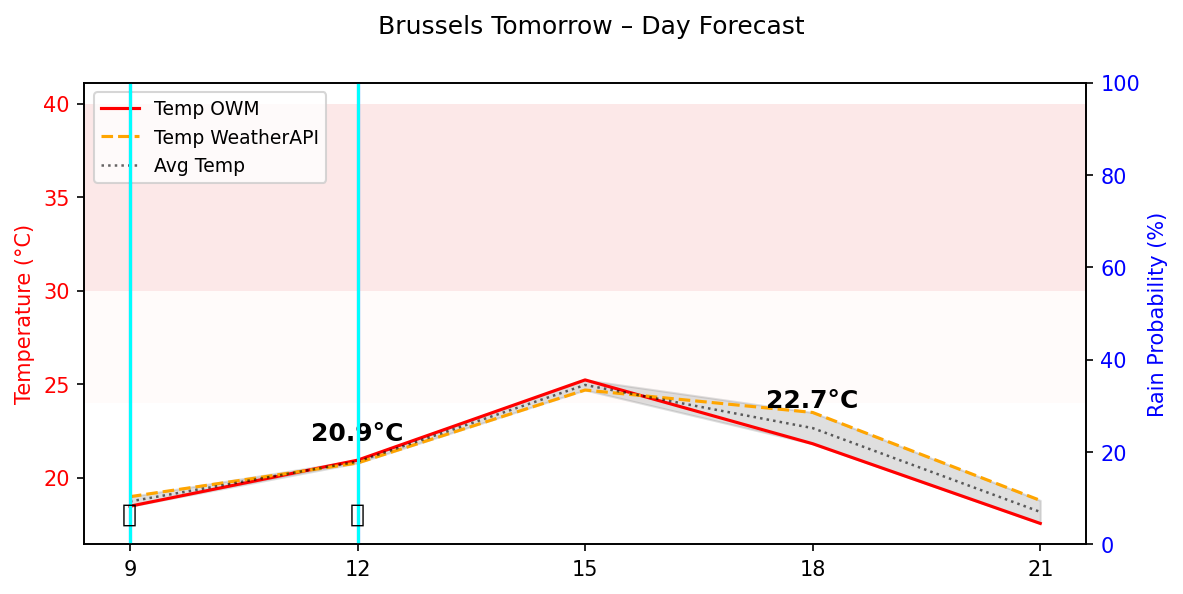 Brussels Tomorrow – Day Forecast
Temp OWM
Temp WeatherAPI
Avg Temp
Temperature (°C)
40
35
30
25
20
20.9°C
22.7°C
9
12
15
18
21
100
80
60
40
20
0
Rain Probability (%)